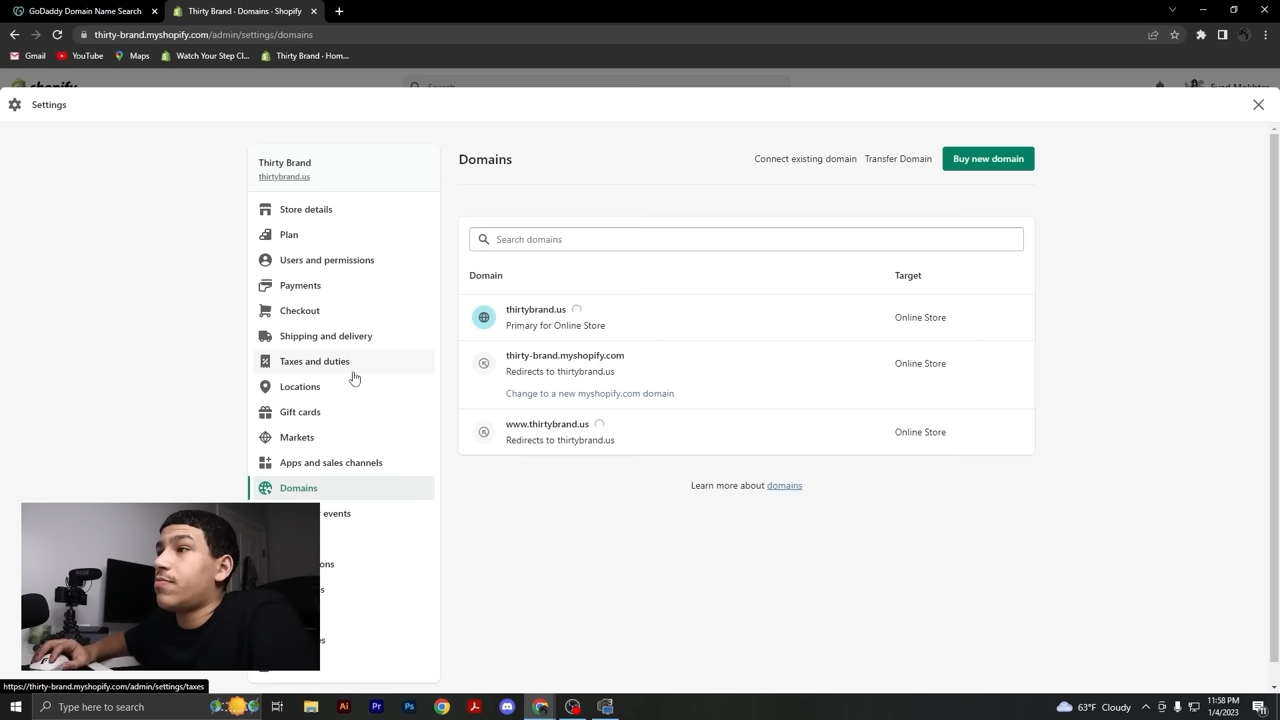 GoDaddy Domain Name Search
Thirty Brand · Domains · Shopify
thirty-brand.myshopify.com/admin/settings/domains
Gmail
YouTube
Maps
Watch Your Step Cl...
Thirty Brand · Hom...
shopify
Search
Settings
Thirty Brand
thirtybrand.us
Store details
Plan
Users and permissions
Payments
Checkout
Shipping and delivery
Taxes and duties
Locations
Gift cards
Markets
Apps and sales channels
Domains
events
Domains
Connect existing domain
Transfer Domain
Buy new domain
Search domains
Domain
Target
thirtybrand.us
Primary for Online Store
Online Store
thirty-brand.myshopify.com
Redirects to thirtybrand.us
Online Store
Change to a new myshopify.com domain
www.thirtybrand.us
Redirects to thirtybrand.us
Online Store
Learn more about domains
https://thirty-brand.myshopify.com/admin/settings/taxes
Type here to search
63°F Cloudy
11:58 PM
1/4/2023